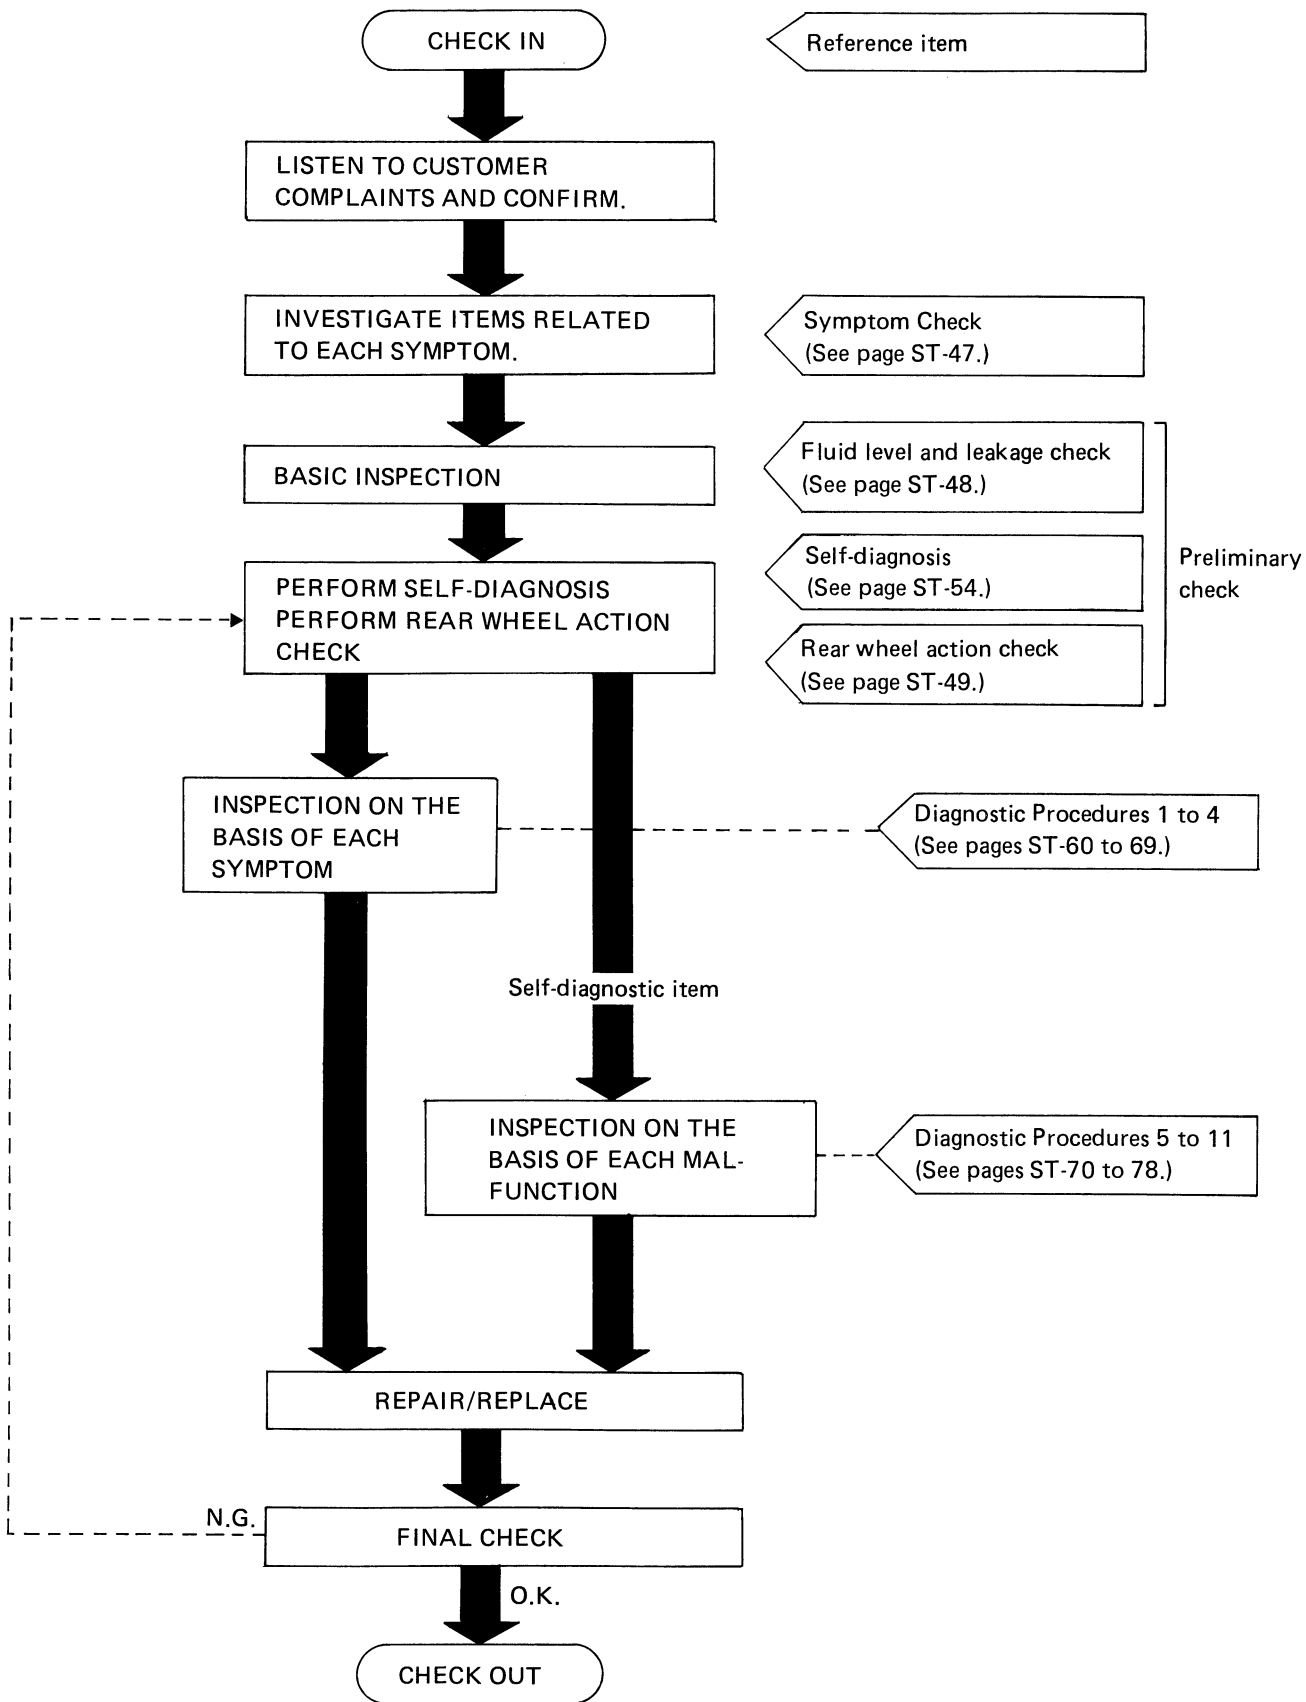 CHECK IN
Reference item
LISTEN TO CUSTOMER
COMPLAINTS AND CONFIRM.
INVESTIGATE ITEMS RELATED
TO EACH SYMPTOM.
Symptom Check
(See page ST-47.)
BASIC INSPECTION
Fluid level and leakage check
(See page ST-48.)
PERFORM SELF-DIAGNOSIS
PERFORM REAR WHEEL ACTION
CHECK
Self-diagnosis
(See page ST-54.)
Rear wheel action check
(See page ST-49.)
Preliminary
check
INSPECTION ON THE
BASIS OF EACH
SYMPTOM
Diagnostic Procedures 1 to 4
(See pages ST-60 to 69.)
Self-diagnostic item
INSPECTION ON THE
BASIS OF EACH MAL-
FUNCTION
Diagnostic Procedures 5 to 11
(See pages ST-70 to 78.)
REPAIR/REPLACE
N.G.
FINAL CHECK
O.K.
CHECK OUT